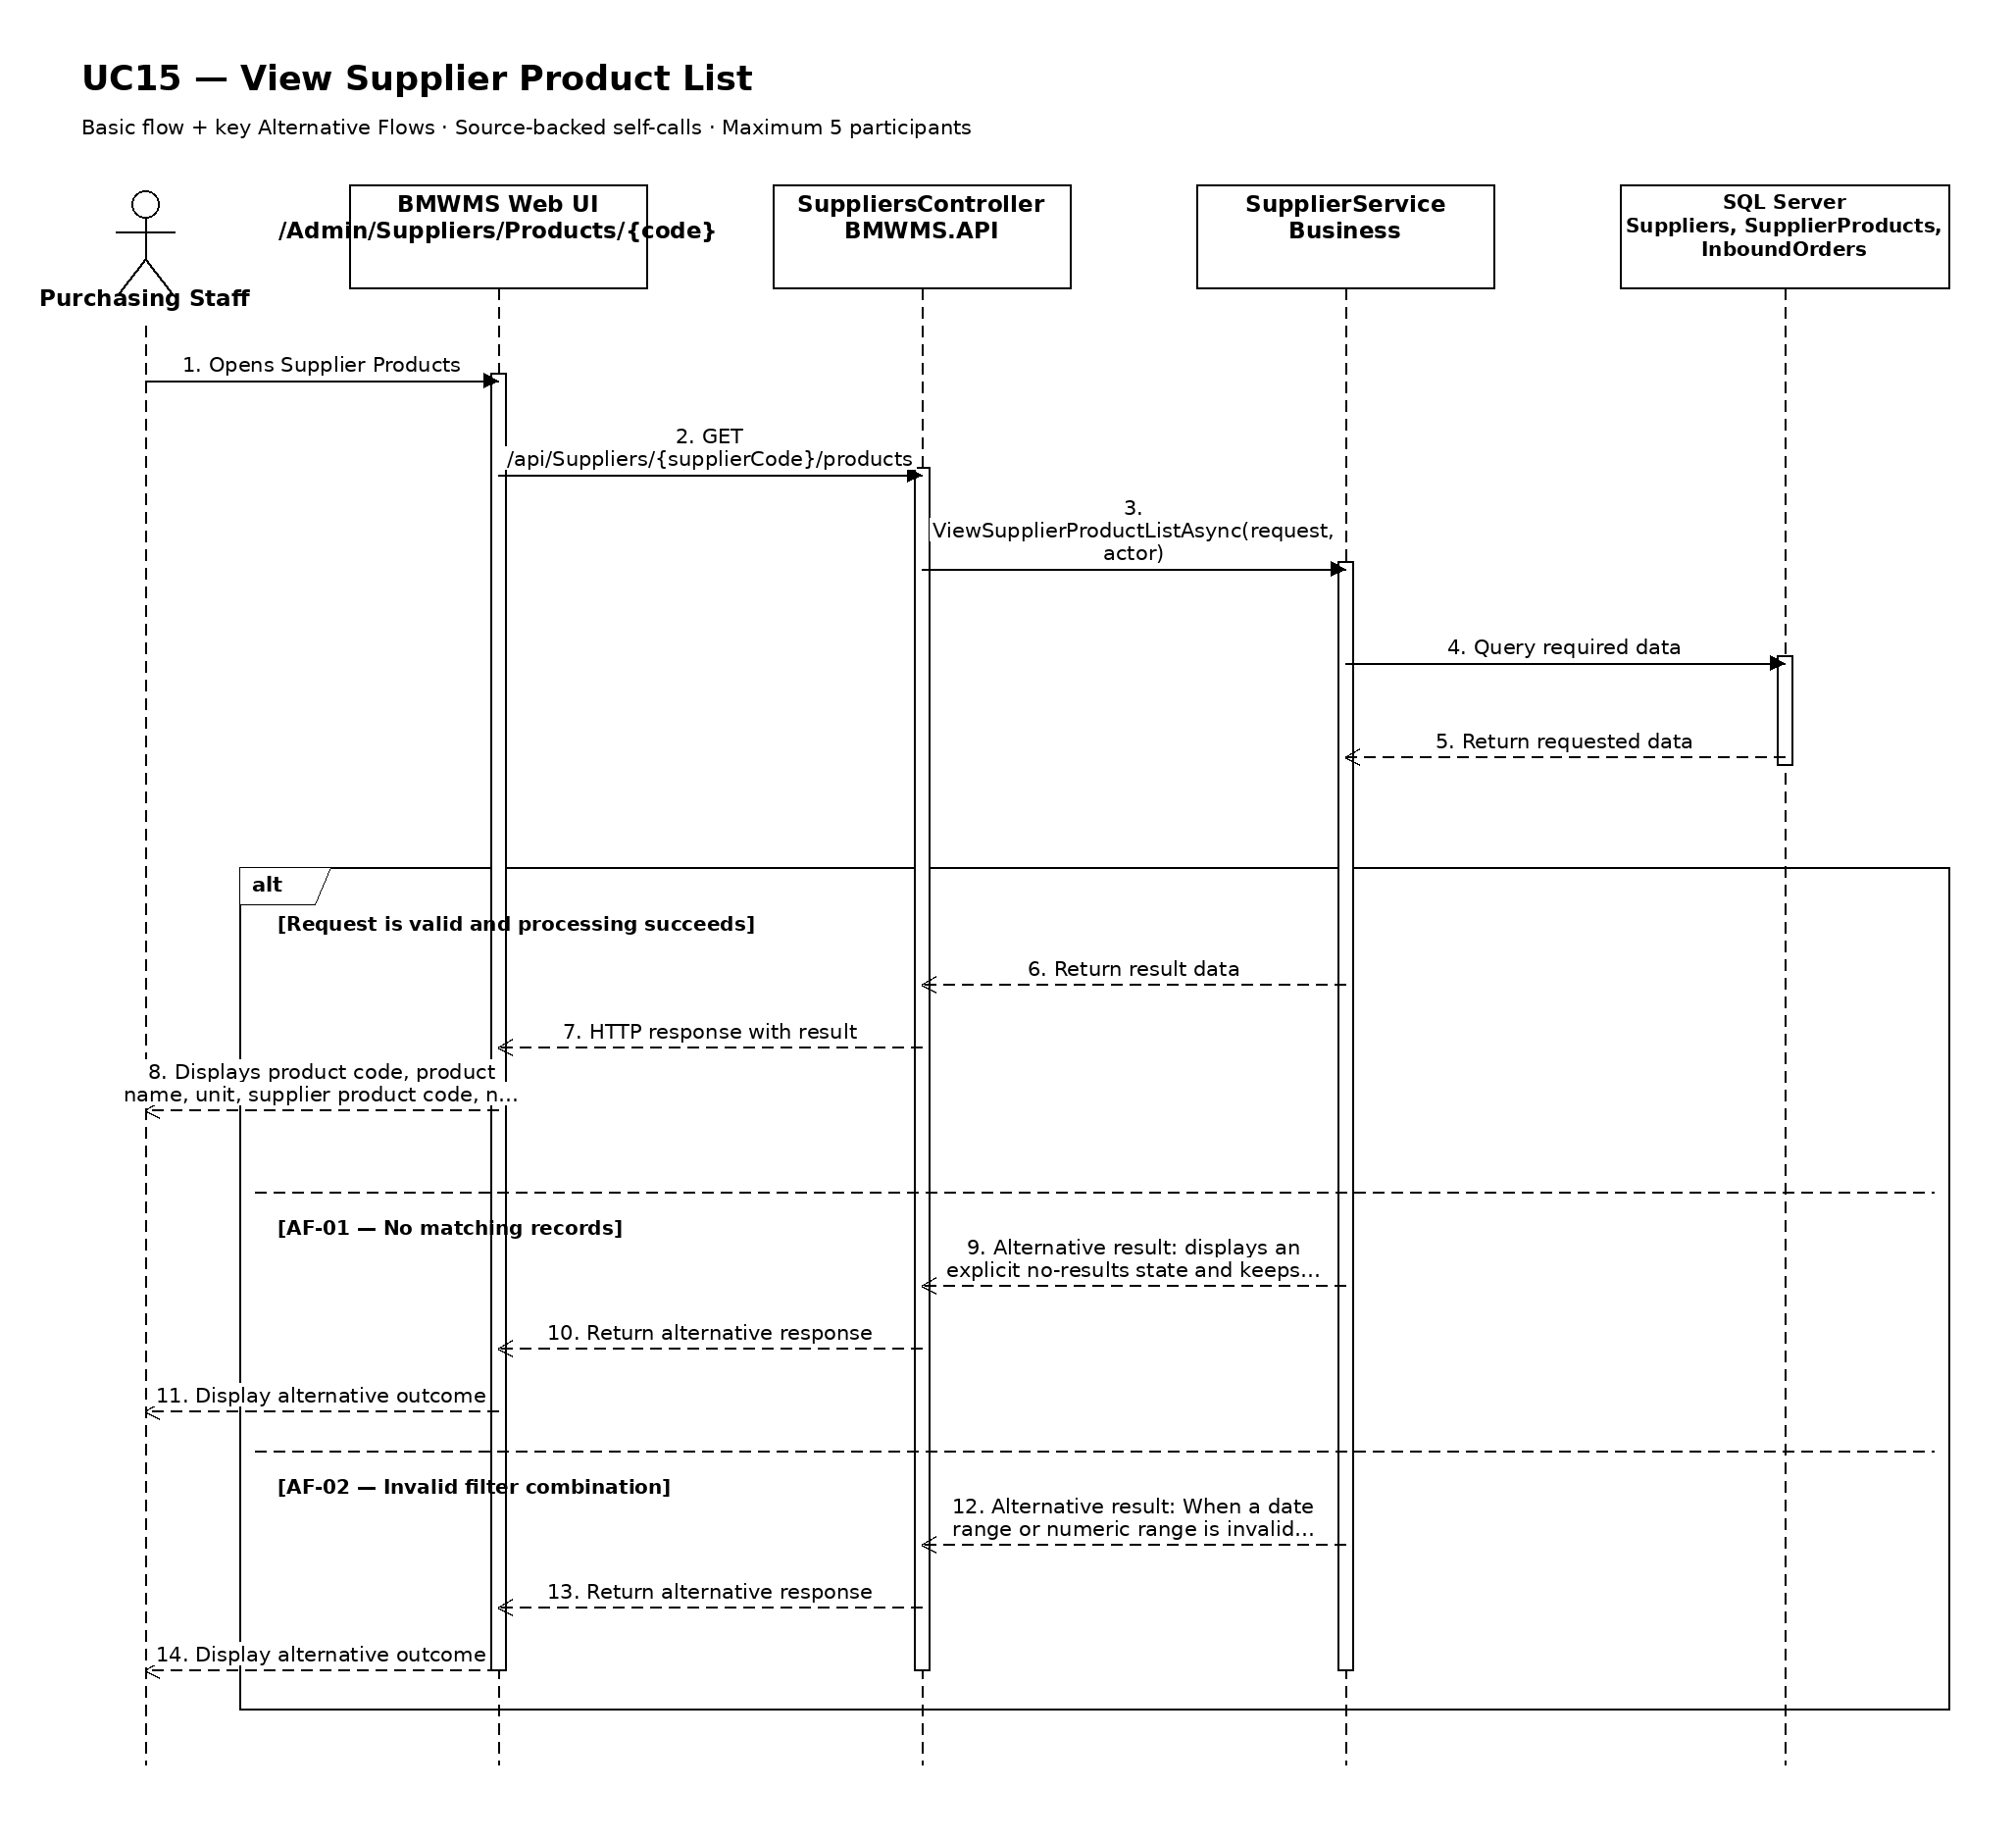 UC15 — View Supplier Product List
Basic flow + key Alternative Flows · Source-backed self-calls · Maximum 5 participants
Purchasing Staff
BMWMS Web UI
/Admin/Suppliers/Products/{code}
SuppliersController
BMWMS.API
SupplierService
Business
SQL Server
Suppliers, SupplierProducts,
InboundOrders
1. Opens Supplier Products
2. GET
/api/Suppliers/{supplierCode}/products
3.
ViewSupplierProductListAsync(request,
actor)
4. Query required data
5. Return requested data
alt
[Request is valid and processing succeeds]
6. Return result data
7. HTTP response with result
8. Displays product code, product
name, unit, supplier product code, n...
[AF-01 — No matching records]
9. Alternative result: displays an
explicit no-results state and keeps...
10. Return alternative response
11. Display alternative outcome
[AF-02 — Invalid filter combination]
12. Alternative result: When a date
range or numeric range is invalid...
13. Return alternative response
14. Display alternative outcome